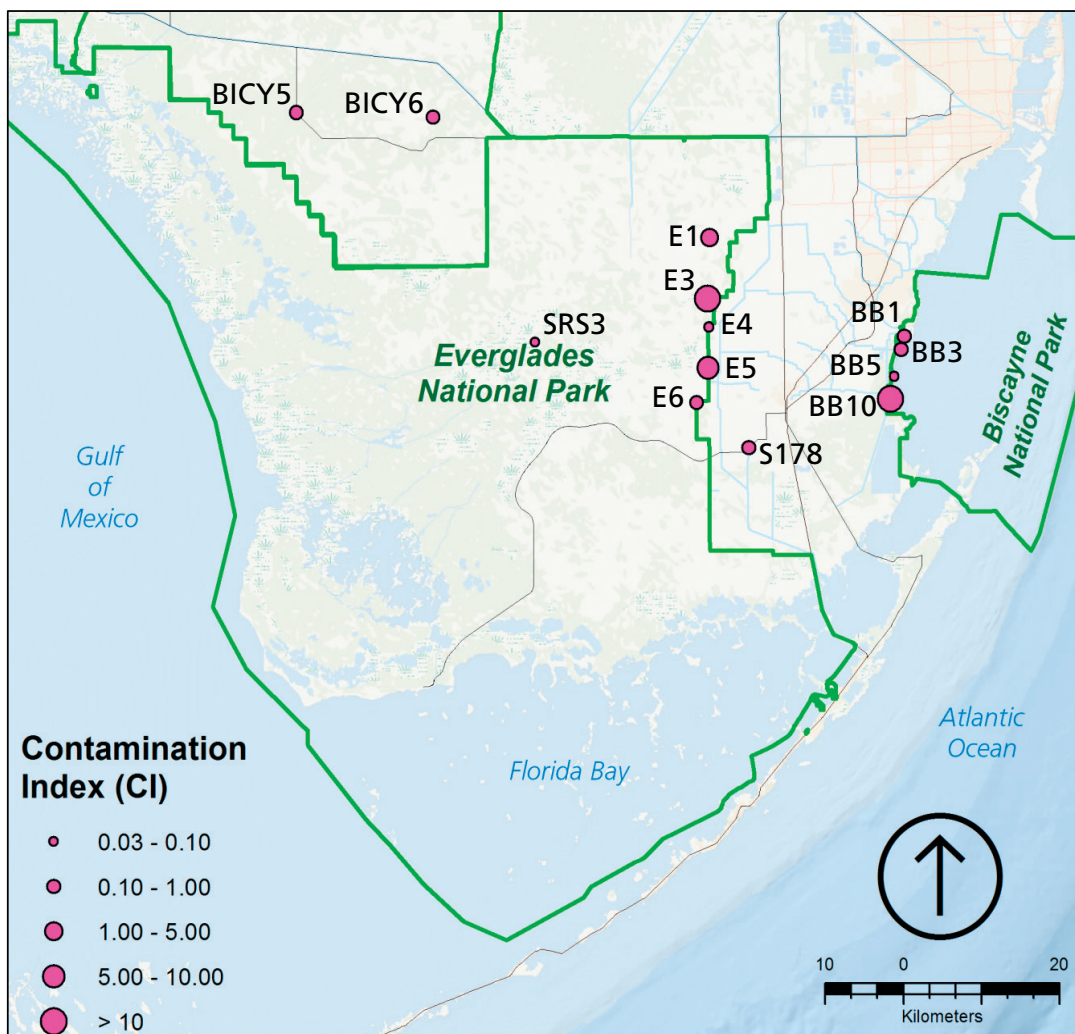 BICY5
BICY6
E1
E3
E4
SRS3
Everglades
National Park
E5
E6
S178
BB1
BB3
BB5
BB10
Biscayne
National Park
Gulf
of
Mexico
Florida Bay
Atlantic
Ocean
Contamination
Index (CI)
0.03 - 0.10
0.10 - 1.00
1.00 - 5.00
5.00 - 10.00
> 10
10 0 20
Kilometers